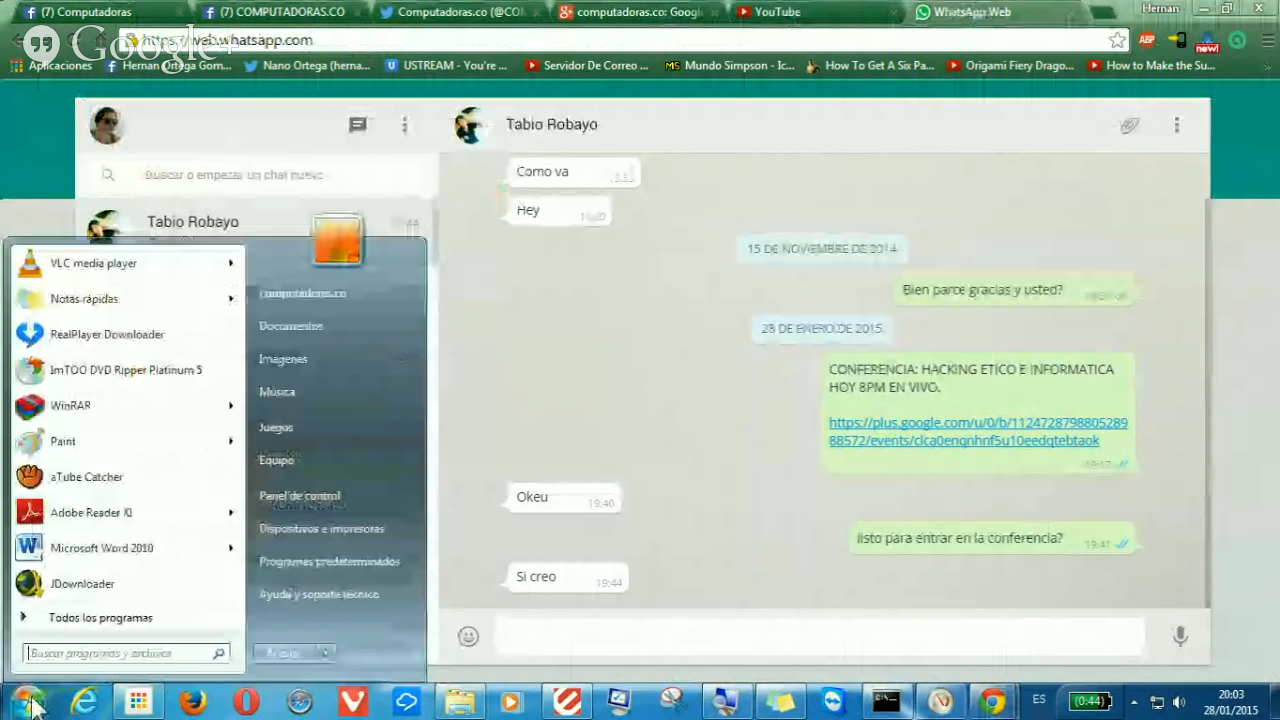 (7) Computadoras
(7) COMPUTADORAS.CO
Computadoras.co (@CO
computadoras.co: Googl
YouTube
WhatsApp Web
Hernan
Google+
https://web.whatsapp.com
ABP
new!
Aplicaciones
Hernan Ortega Gom...
Nano Ortega (herna...
USTREAM - You're ...
Servidor De Correo ...
Mundo Simpson - Ic...
How To Get A Six Pa...
Origami Fiery Drago...
How to Make the Su...
Tabio Robayo
Buscar o empezar un chat nuevo
Tabio Robayo
Como va
Hey
15 DE NOVIEMBRE DE 2014
Bien parce gracias y usted?
28 DE ENERO DE 2015
CONFERENCIA: HACKING ETICO E INFORMATICA
HOY 8PM EN VIVO.
https://plus.google.com/u/0/b/1124728798805289
88572/events/clca0enqnhnf5u10eedqtebtaok
Okeu 19:40
listo para entrar en la conferencia? 19:41
Si creo 19:44
VLC media player
Notas rápidas
RealPlayer Downloader
ImTOO DVD Ripper Platinum 5
WinRAR
Paint
aTube Catcher
Adobe Reader XI
Microsoft Word 2010
JDownloader
Todos los programas
Buscar programas y archivos
computadoras.co
Documentos
Imágenes
Música
Juegos
Equipo
Panel de control
Dispositivos e impresoras
Programas predeterminados
Ayuda y soporte técnico
ES
(0:44)
20:03
28/01/2015